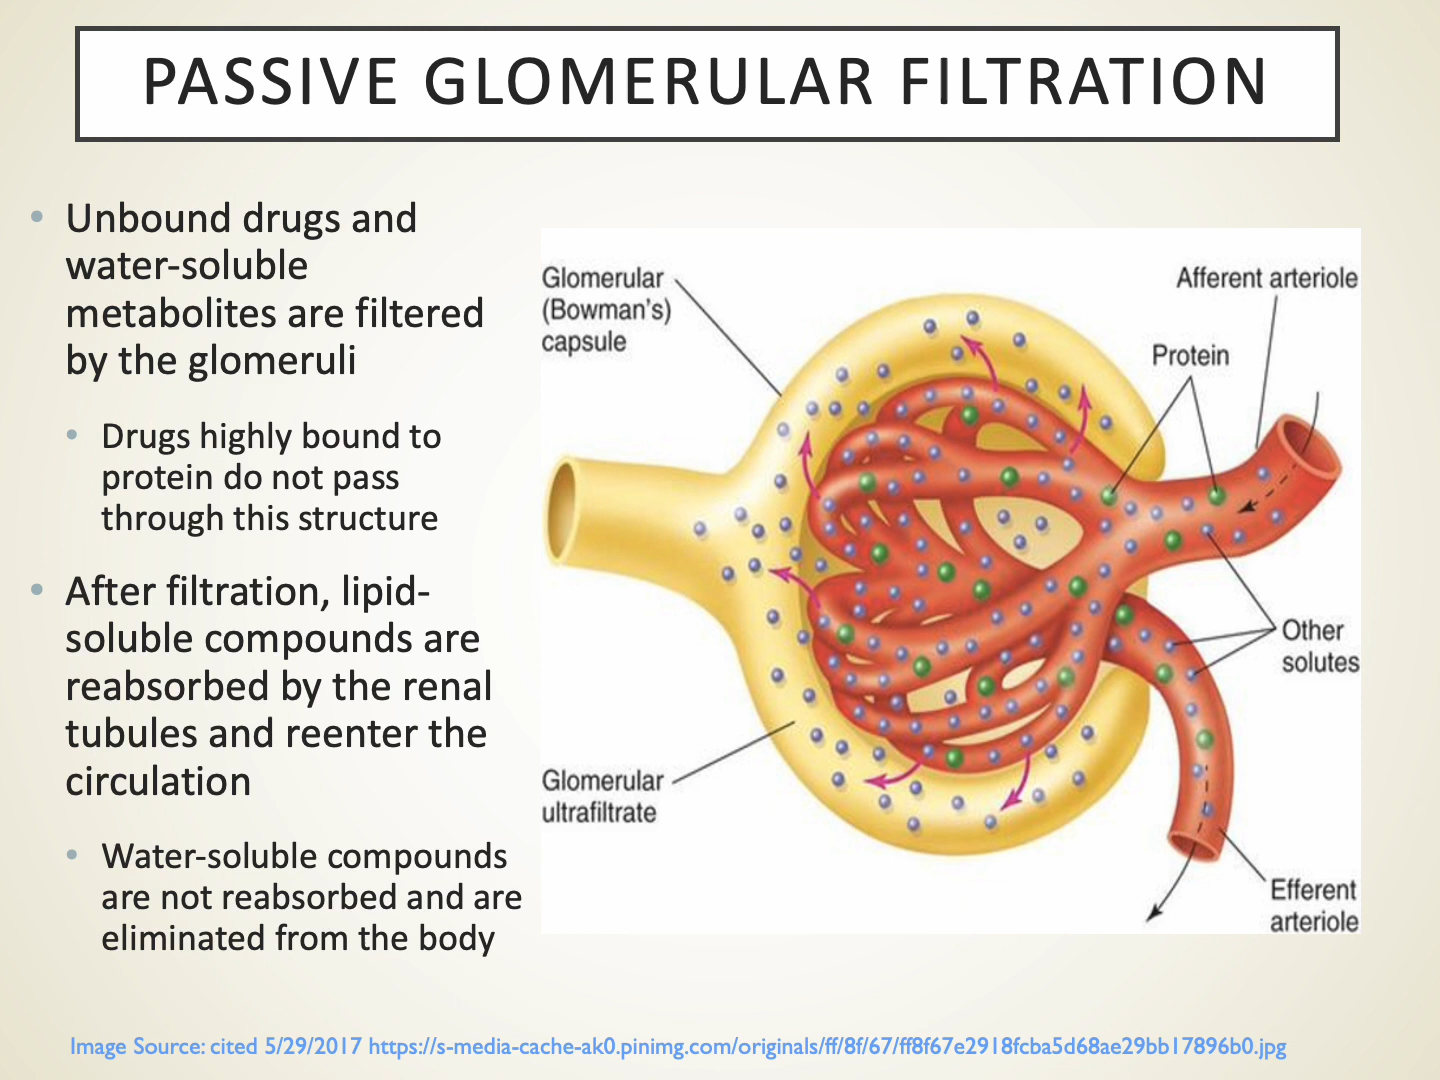 PASSIVE GLOMERULAR FILTRATION
• Unbound drugs and
water-soluble
metabolites are filtered
by the glomeruli
• Drugs highly bound to
protein do not pass
through this structure
• After filtration, lipid-
soluble compounds are
reabsorbed by the renal
tubules and reenter the
circulation
• Water-soluble compounds
are not reabsorbed and are
eliminated from the body
Glomerular
(Bowman's)
capsule
Afferent arteriole
Protein
Other
solutes
Glomerular
ultrafiltrate
Efferent
arteriole
Image Source: cited 5/29/2017 https://s-media-cache-ak0.pinimg.com/originals/ff/8f/67/ff8f67e2918fcba5d68ae29bb17896b0.jpg